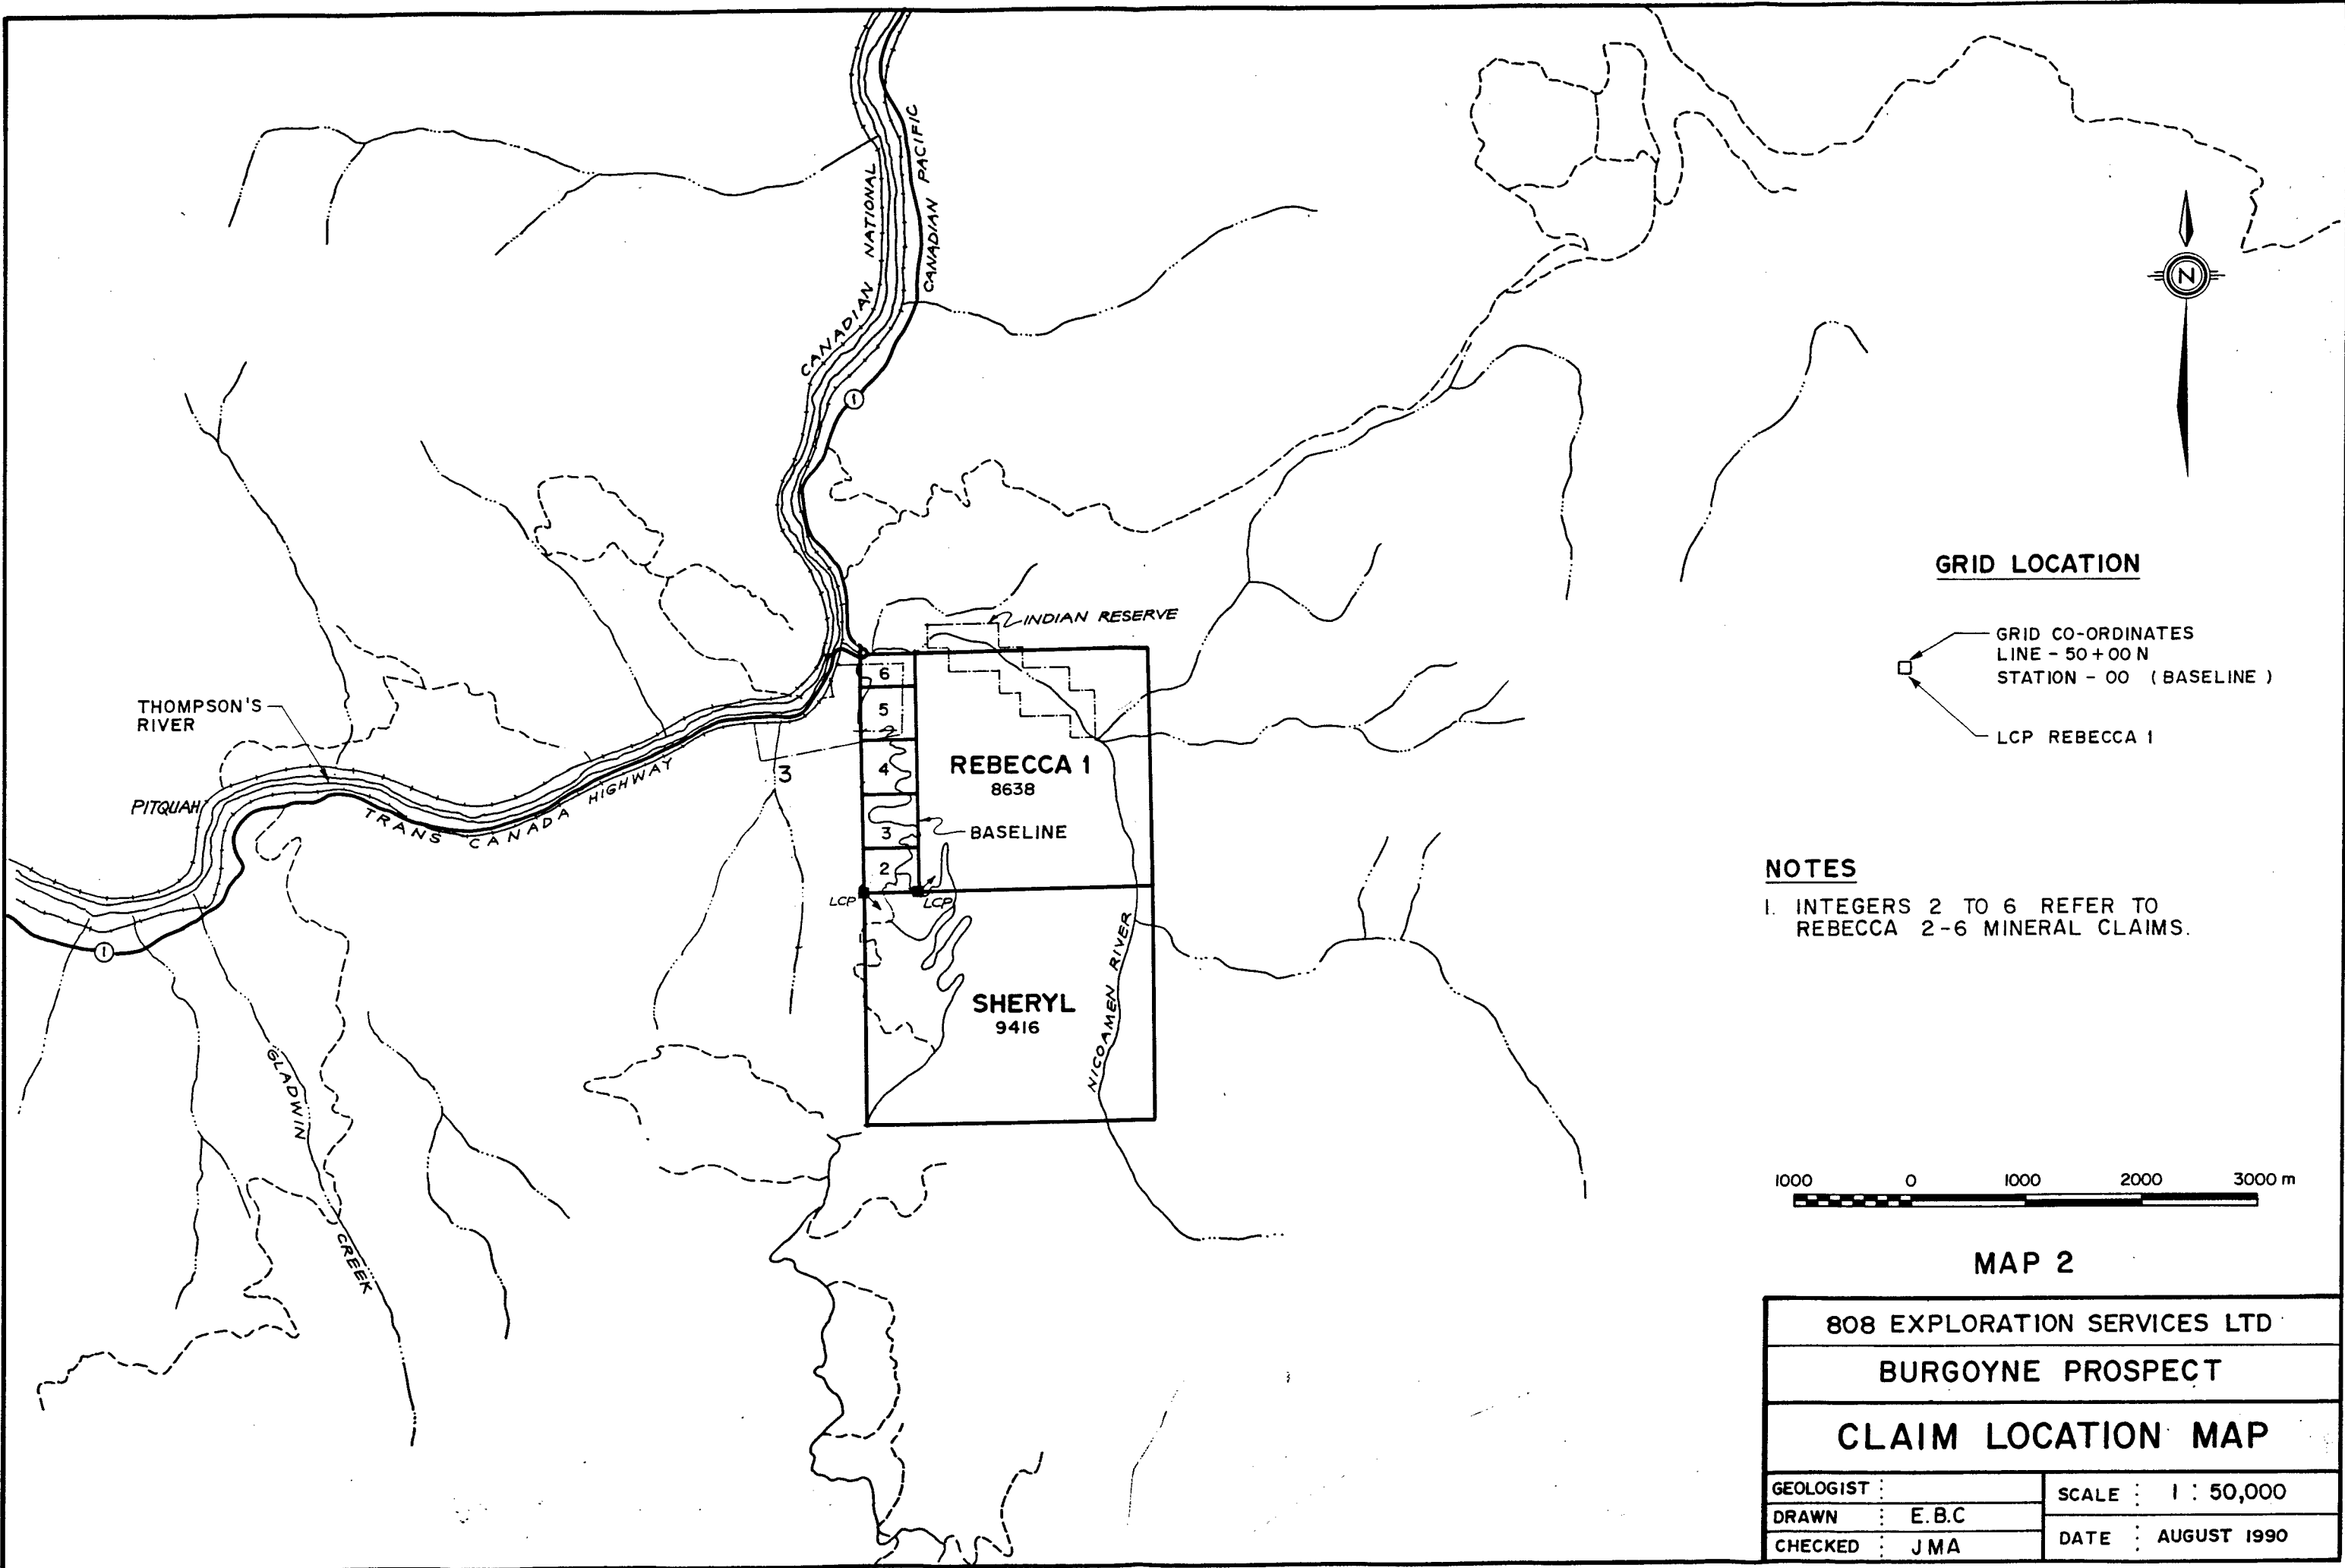 CANADIAN NATIONAL
CANADIAN PACIFIC
1
N
GRID LOCATION
GRID CO-ORDINATES
LINE - 50+00 N
STATION - 00 (BASELINE)
LCP REBECCA 1
INDIAN RESERVE
THOMPSON'S
RIVER
PITQUAH
TRANS CANADA HIGHWAY
3
6
5
4
3
2
REBECCA 1
8638
BASELINE
LCP
LCP
SHERYL
9416
NICOAMEN RIVER
1
GLADWIN CREEK
NOTES
1. INTEGERS 2 TO 6 REFER TO
REBECCA 2-6 MINERAL CLAIMS.
1000 0 1000 2000 3000 m
MAP 2
808 EXPLORATION SERVICES LTD
BURGOYNE PROSPECT
CLAIM LOCATION MAP
GEOLOGIST :
DRAWN : E.B.C
CHECKED : JMA
SCALE : 1 : 50,000
DATE : AUGUST 1990